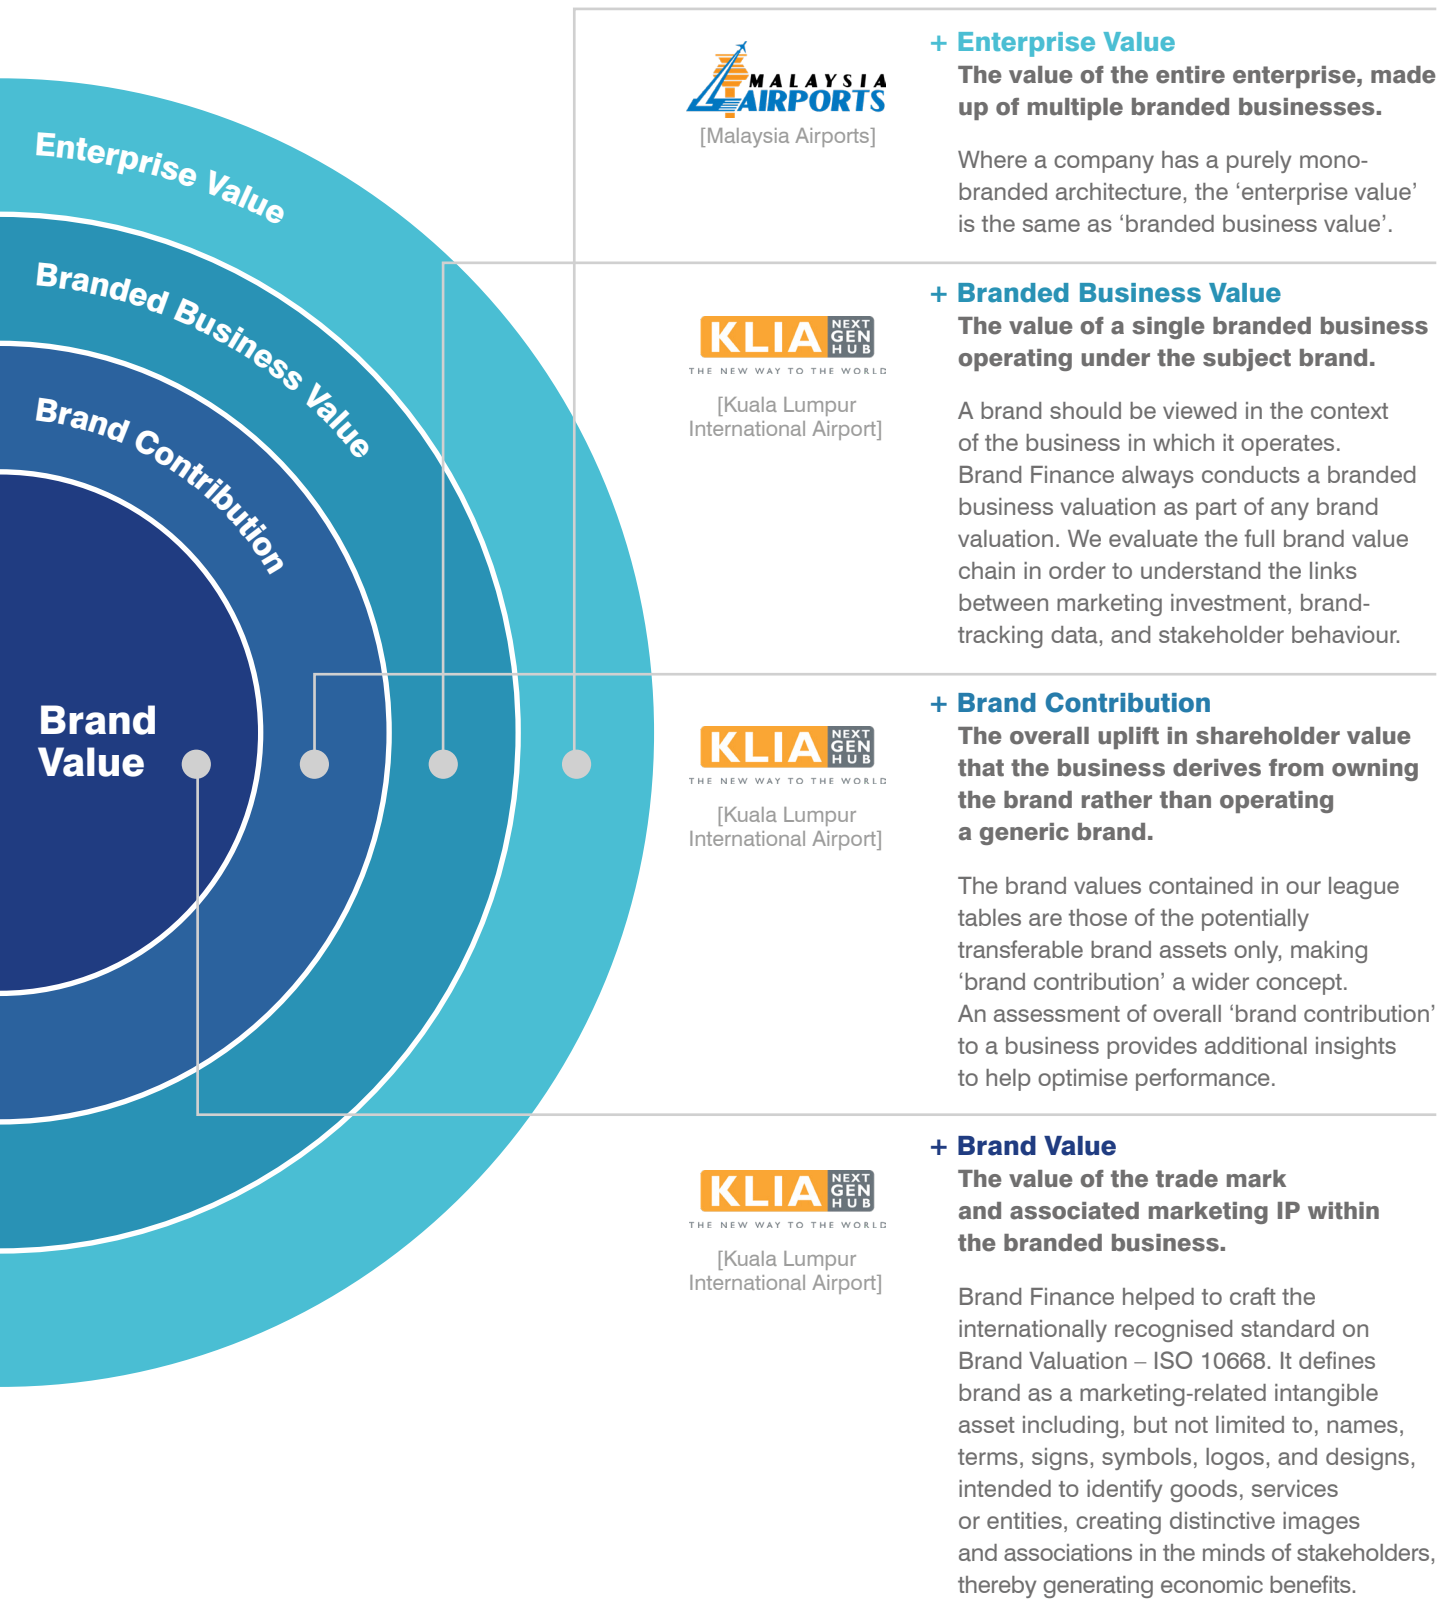 Enterprise Value
Branded Business Value
Brand Contribution
Brand
Value
MALAYSIA
AIRPORTS
[Malaysia Airports]
+ Enterprise Value
The value of the entire enterprise, made
up of multiple branded businesses.
Where a company has a purely mono-
branded architecture, the ‘enterprise value’
is the same as ‘branded business value’.
KLIA NEXT
GEN
HUB
THE NEW WAY TO THE WORLD
[Kuala Lumpur
International Airport]
+ Branded Business Value
The value of a single branded business
operating under the subject brand.
A brand should be viewed in the context
of the business in which it operates.
Brand Finance always conducts a branded
business valuation as part of any brand
valuation. We evaluate the full brand value
chain in order to understand the links
between marketing investment, brand-
tracking data, and stakeholder behaviour.
KLIA NEXT
GEN
HUB
THE NEW WAY TO THE WORLD
[Kuala Lumpur
International Airport]
+ Brand Contribution
The overall uplift in shareholder value
that the business derives from owning
the brand rather than operating
a generic brand.
The brand values contained in our league
tables are those of the potentially
transferable brand assets only, making
‘brand contribution’ a wider concept.
An assessment of overall ‘brand contribution’
to a business provides additional insights
to help optimise performance.
KLIA NEXT
GEN
HUB
THE NEW WAY TO THE WORLD
[Kuala Lumpur
International Airport]
+ Brand Value
The value of the trade mark
and associated marketing IP within
the branded business.
Brand Finance helped to craft the
internationally recognised standard on
Brand Valuation – ISO 10668. It defines
brand as a marketing-related intangible
asset including, but not limited to, names,
terms, signs, symbols, logos, and designs,
intended to identify goods, services
or entities, creating distinctive images
and associations in the minds of stakeholders,
thereby generating economic benefits.